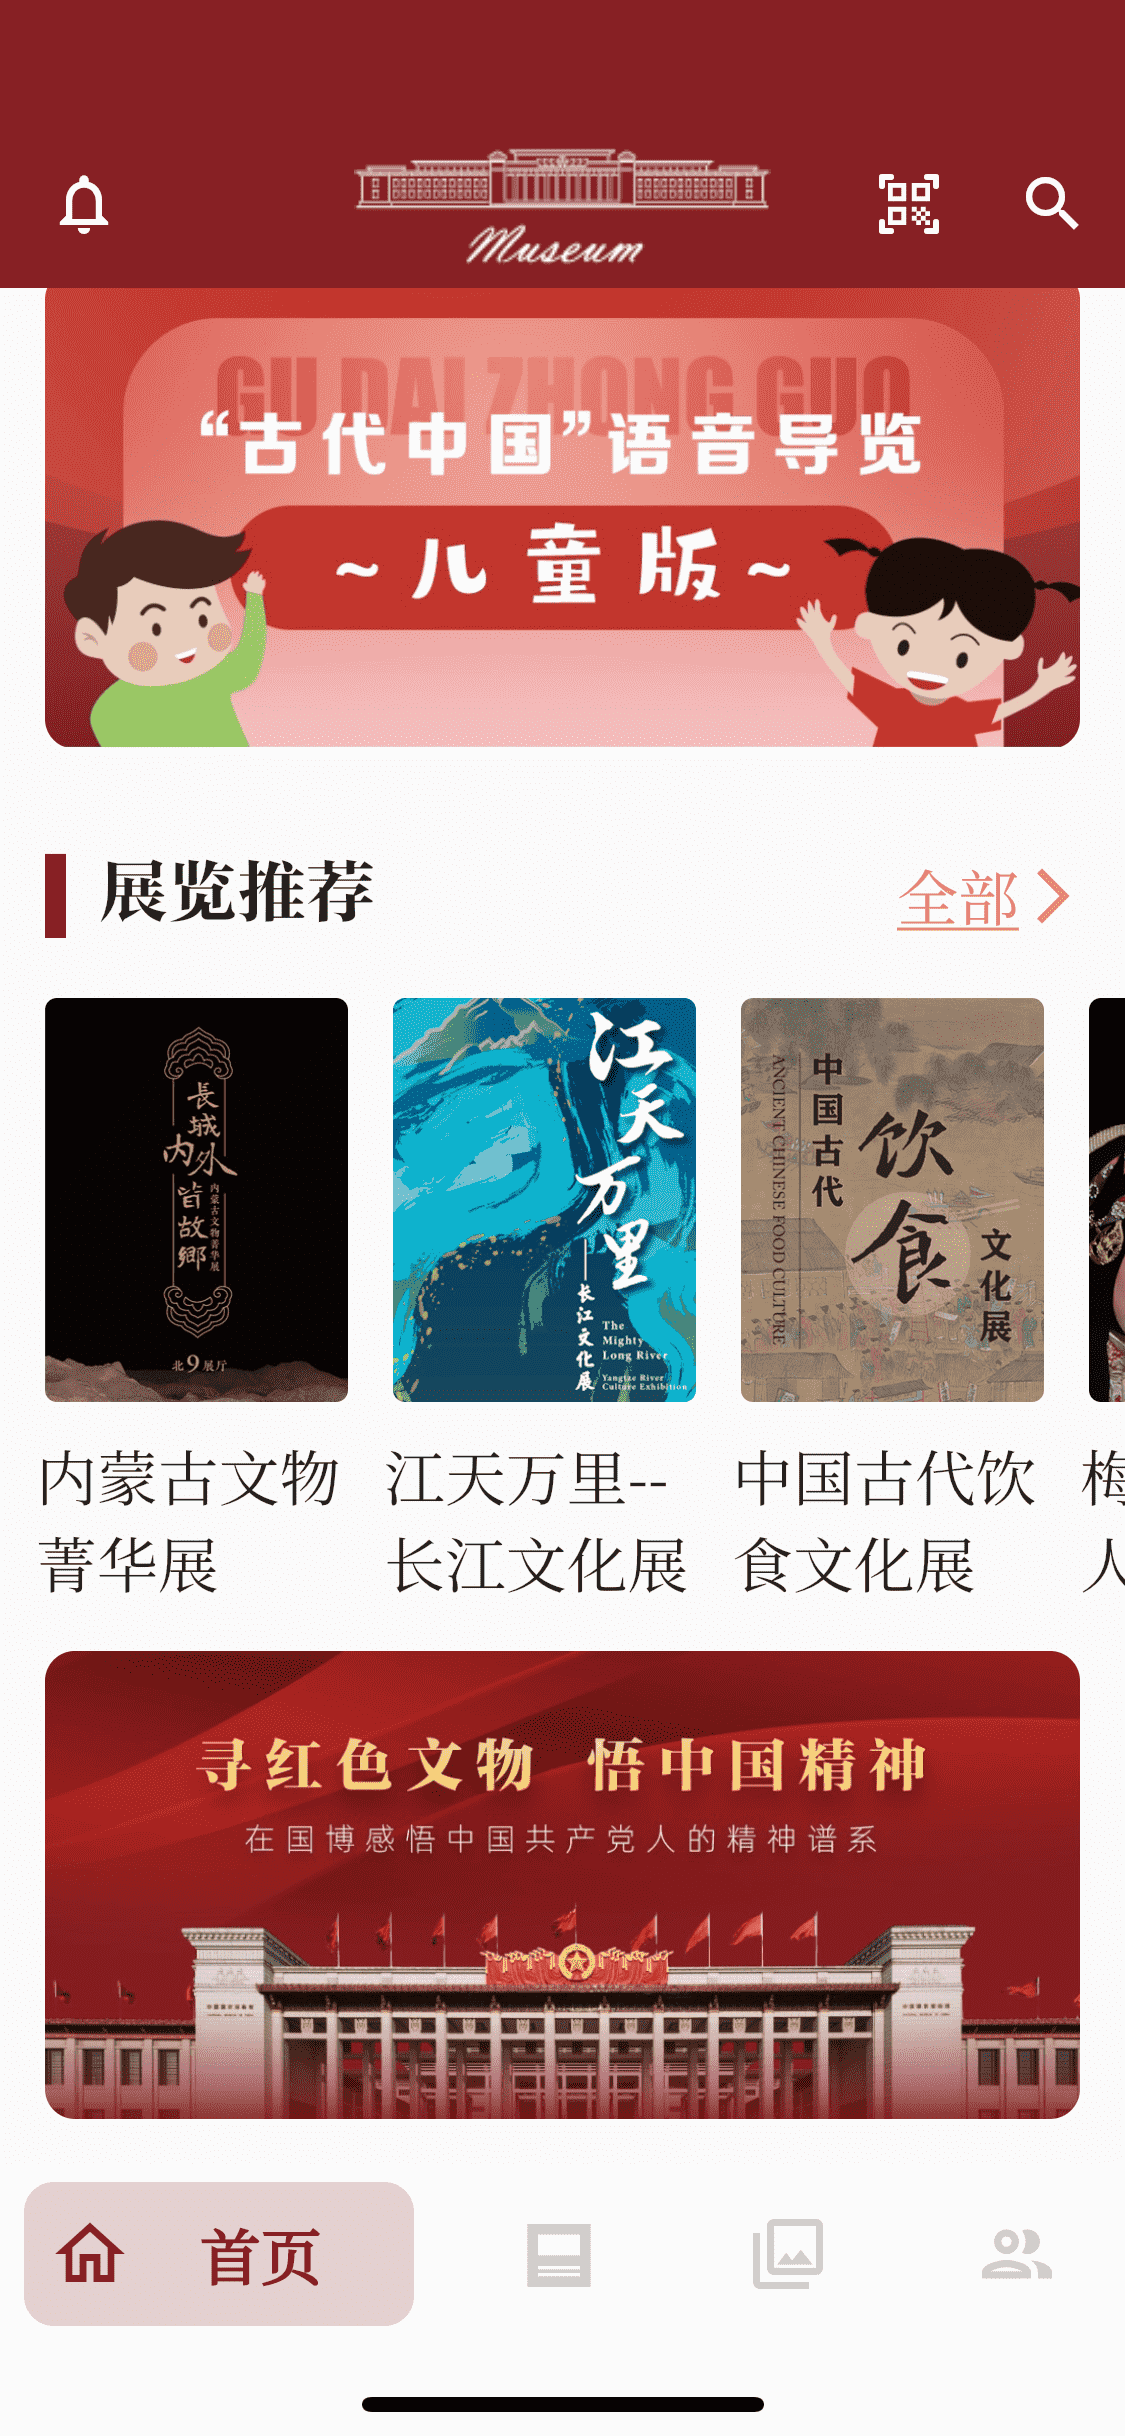 Museum
GU DAI ZHONG GUO
“古代中国”语音导览
~儿童版~
展览推荐
全部
長城
内外
皆故鄉
内蒙古文物菁华展
北9展厅
江天万里
长江文化展
The
Mighty
Long River
Yangtze River
Culture Exhibition
中国古代
饮食
文化展
ANCIENT CHINESE FOOD CULTURE
内蒙古文物
菁华展
江天万里--
长江文化展
中国古代饮
食文化展
梅
人
寻红色文物 悟中国精神
在国博感悟中国共产党人的精神谱系
首页